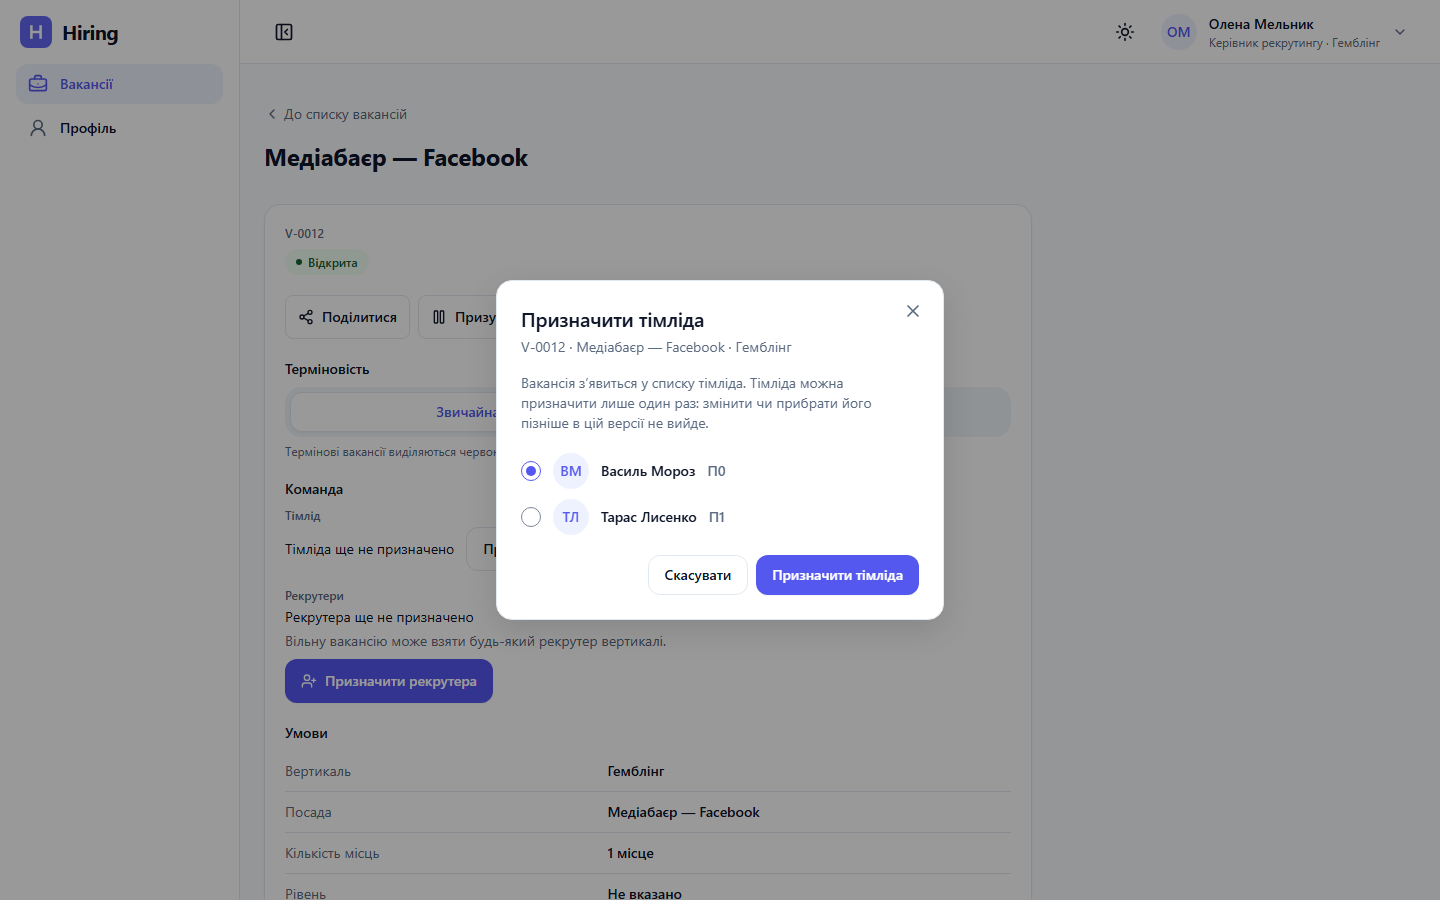 H Hiring
Вакансії
Профіль
ОМ
Олена Мельник
Керівник рекрутингу · Гемблінг
До списку вакансій
Медіабаєр — Facebook
V-0012
Відкрита
Поділитися
Призу
Терміновість
Звичайна
Термінові вакансії виділяються червон
Команда
Тімлід
Тімліда ще не призначено
Пр
Рекрутери
Рекрутера ще не призначено
Вільну вакансію може взяти будь-який рекрутер вертикалі.
Призначити рекрутера
Умови
Вертикаль Гемблінг
Посада Медіабаєр — Facebook
Кількість місць 1 місце
Рівень Не вказано
Призначити тімліда
V-0012 · Медіабаєр — Facebook · Гемблінг
Вакансія з’явиться у списку тімліда. Тімліда можна
призначити лише один раз: змінити чи прибрати його
пізніше в цій версії не вийде.
ВМ Василь Мороз П0
ТЛ Тарас Лисенко П1
Скасувати
Призначити тімліда